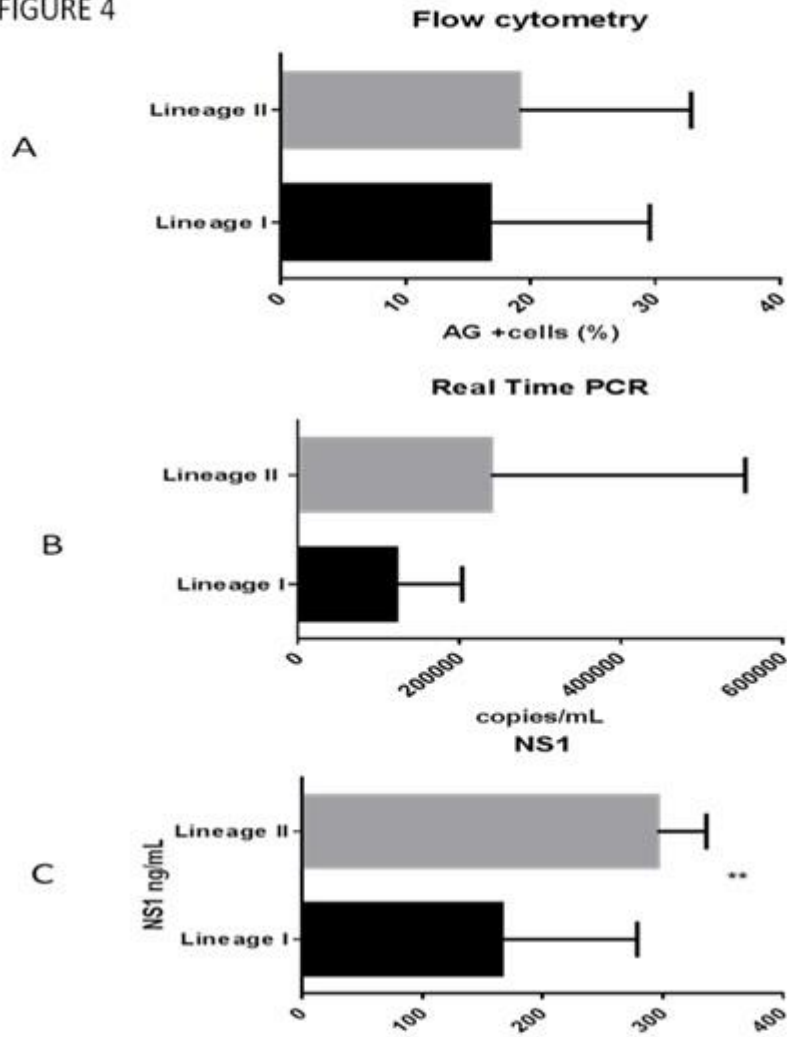 FIGURE 4
Flow cytometry
A
Lineage II
Lineage I
0 10 20 30 40
AG +cells (%)
Real Time PCR
Lineage II
B
Lineage I
0 200000 400000 600000
copies/mL
NS1
Lineage II
C
NS1 ng/mL
**
Lineage I
0 100 200 300 400